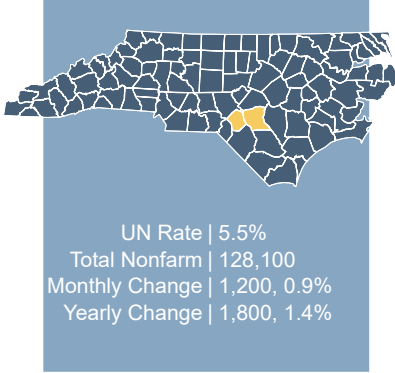 UN Rate | 5.5%
Total Nonfarm | 128,100
Monthly Change | 1,200, 0.9%
Yearly Change | 1,800, 1.4%